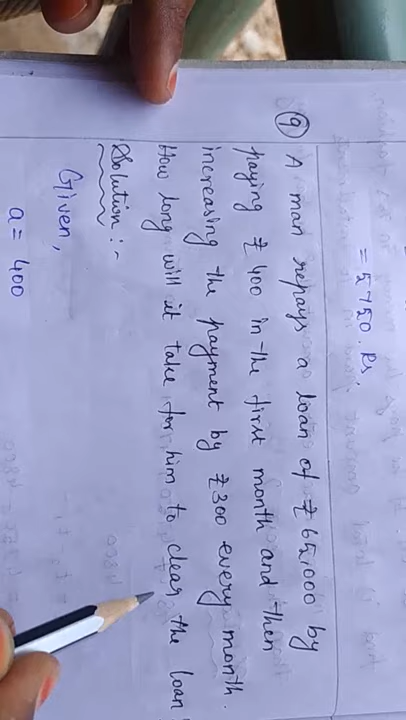 = 5750. Rs.
⑨ A man repays a loan of ₹ 65,000 by
paying ₹ 400 in the first month and then
increasing the payment by ₹300 every month.
How long will it take for him to clear the loan
Solution :-
Given,
a = 400